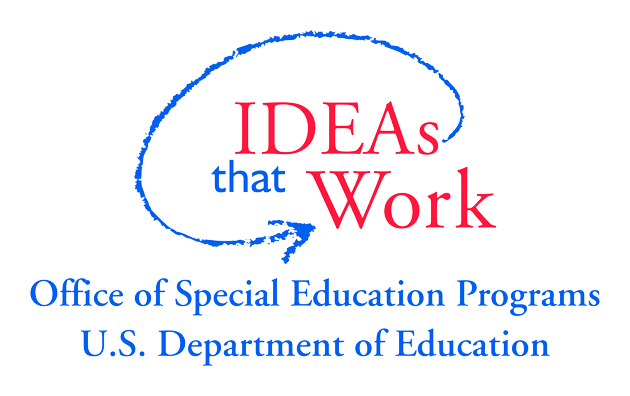 IDEAs
that Work
Office of Special Education Programs
U.S. Department of Education